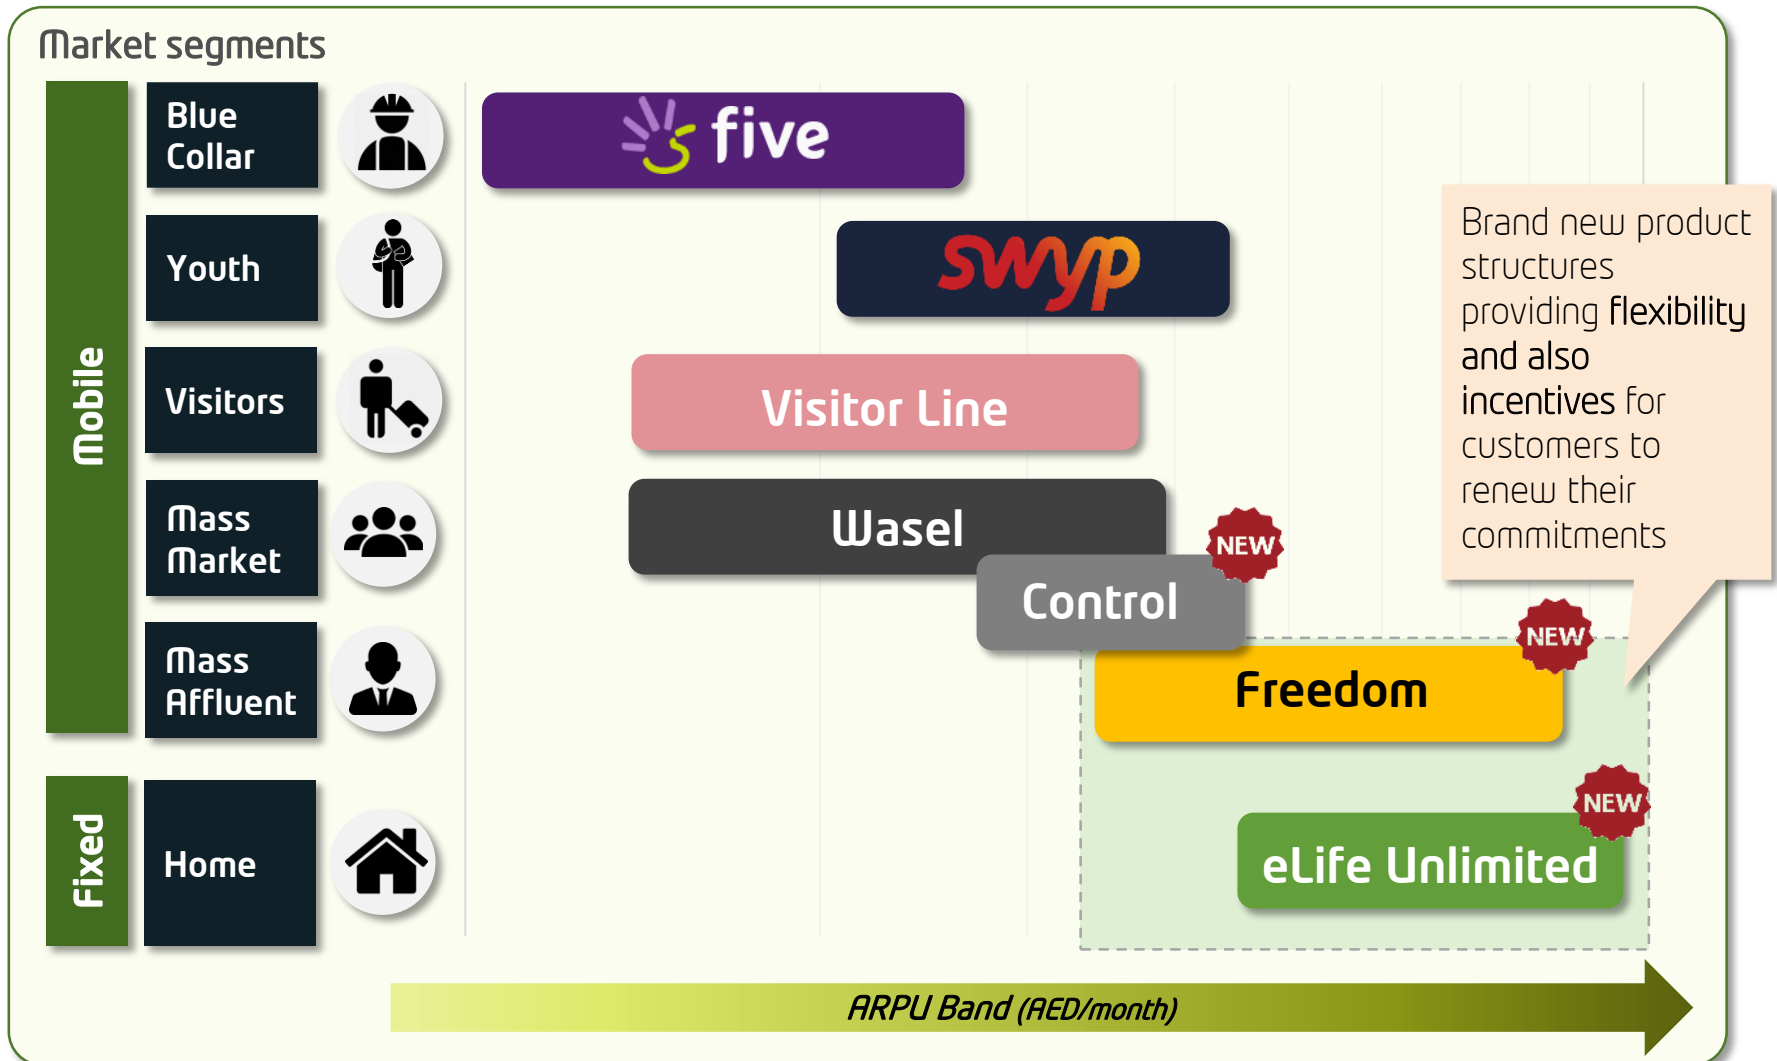 Market segments
Mobile
Blue
Collar
five
Youth
swyp
Visitors
Visitor Line
Mass
Market
Wasel
Control
NEW
Mass
Affluent
Freedom
NEW
Fixed
Home
eLife Unlimited
NEW
Brand new product
structures
providing flexibility
and also
incentives for
customers to
renew their
commitments
ARPU Band (AED/month)